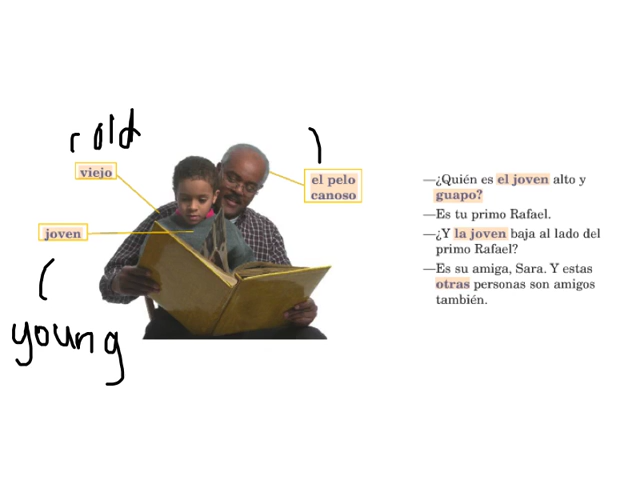 old
viejo
el pelo
canoso
joven
young
—¿Quién es el joven alto y
guapo?
—Es tu primo Rafael.
—¿Y la joven baja al lado del
primo Rafael?
—Es su amiga, Sara. Y estas
otras personas son amigos
también.